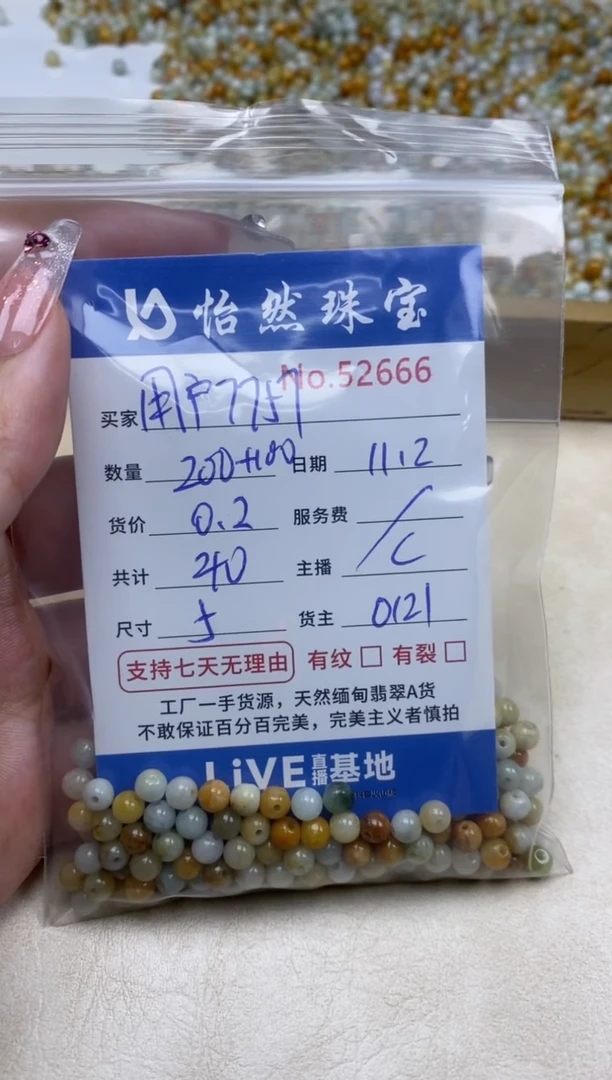 怡然珠宝
No.52666
买家 用户7757
数量 200+100 日期 11.2
货价 0.2 服务费 /
共计 40 主播 C
尺寸 5 货主 0121
支持七天无理由 有纹 □ 有裂 □
工厂一手货源，天然缅甸翡翠A货
不敢保证百分百完美，完美主义者慎拍
LiVE直播基地